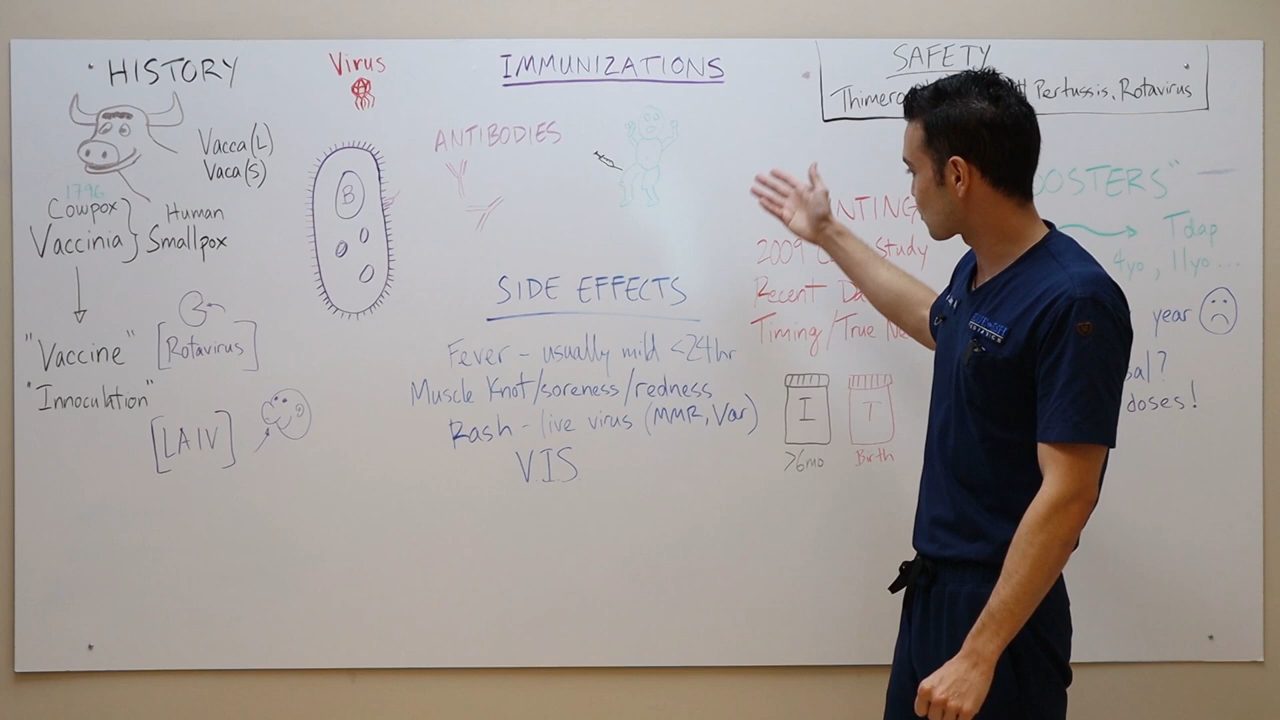 HISTORY
Vacca(L)
Vaca(S)
1796
Cowpox
Vaccinia
Human
Smallpox
"Vaccine"
"Innoculation"
[Rotavirus]
[LAIV]
Virus
B
ANTIBODIES
IMMUNIZATIONS
SIDE EFFECTS
Fever - usually mild <24hr
Muscle Knot/soreness/redness
Rash - live virus (MMR, Var)
V.I.S
SAFETY
Pertussis, Rotavirus
2009 Study
Recent
Timing/True
I
T
>6mo
Birth
Tdap
4yo, 11yo...
year
doses!